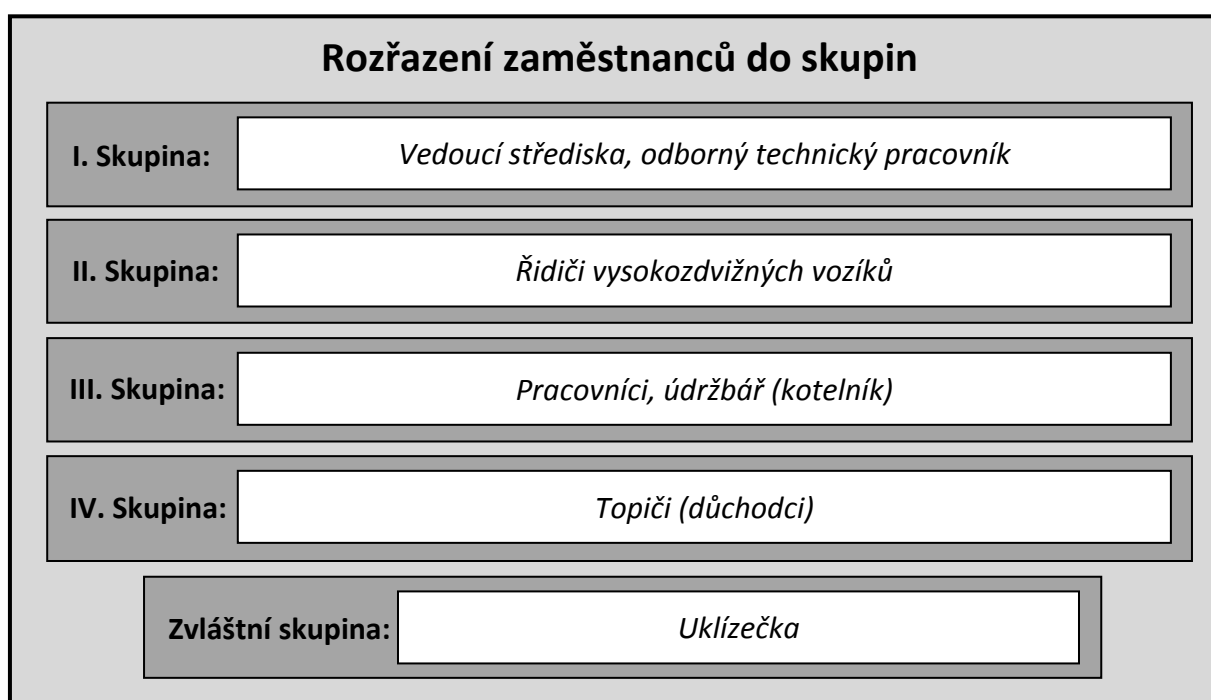 Rozřazení zaměstnanců do skupin
I. Skupina: Vedoucí střediska, odborný technický pracovník
II. Skupina: Řidiči vysokozdvižných vozíků
III. Skupina: Pracovníci, údržbář (kotelník)
IV. Skupina: Topiči (důchodci)
Zvláštní skupina: Uklízečka